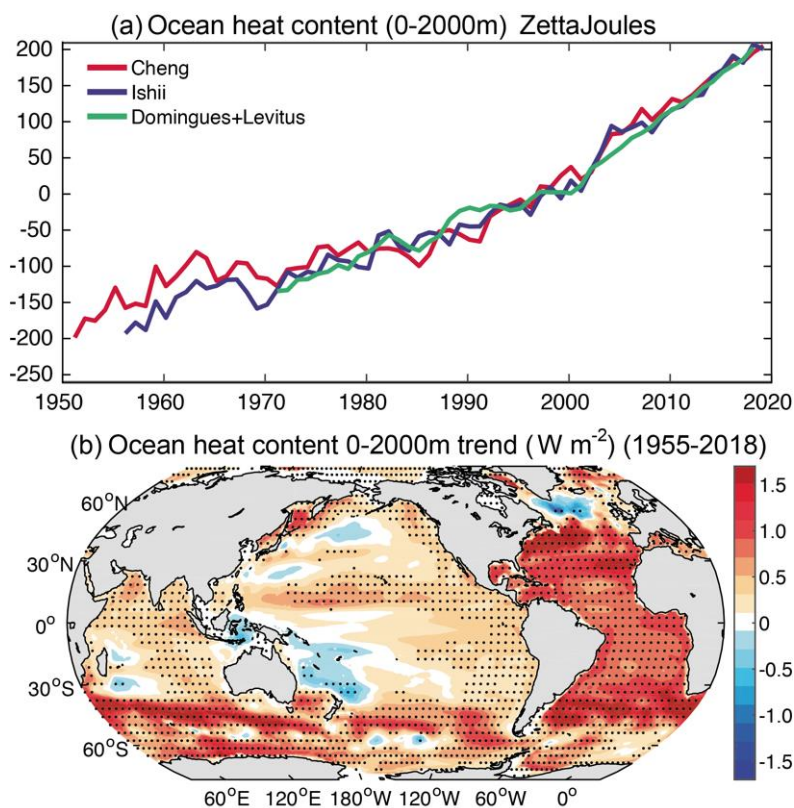 (a) Ocean heat content (0-2000m) ZettaJoules
200
150
100
50
0
-50
-100
-150
-200
-250
Cheng
Ishii
Domingues+Levitus
1950 1960 1970 1980 1990 2000 2010 2020
(b) Ocean heat content 0-2000m trend (W m⁻²) (1955-2018)
60°N
30°N
0°
30°S
60°S
60°E 120°E 180°W 120°W 60°W 0°
1.5
1.0
0.5
0
-0.5
-1.0
-1.5